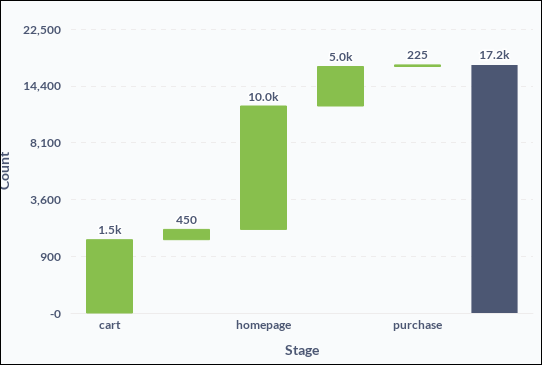 22,500
14,400
8,100
3,600
900
-0
Count
1.5k
450
10.0k
5.0k
225
17.2k
cart
homepage
purchase
Stage